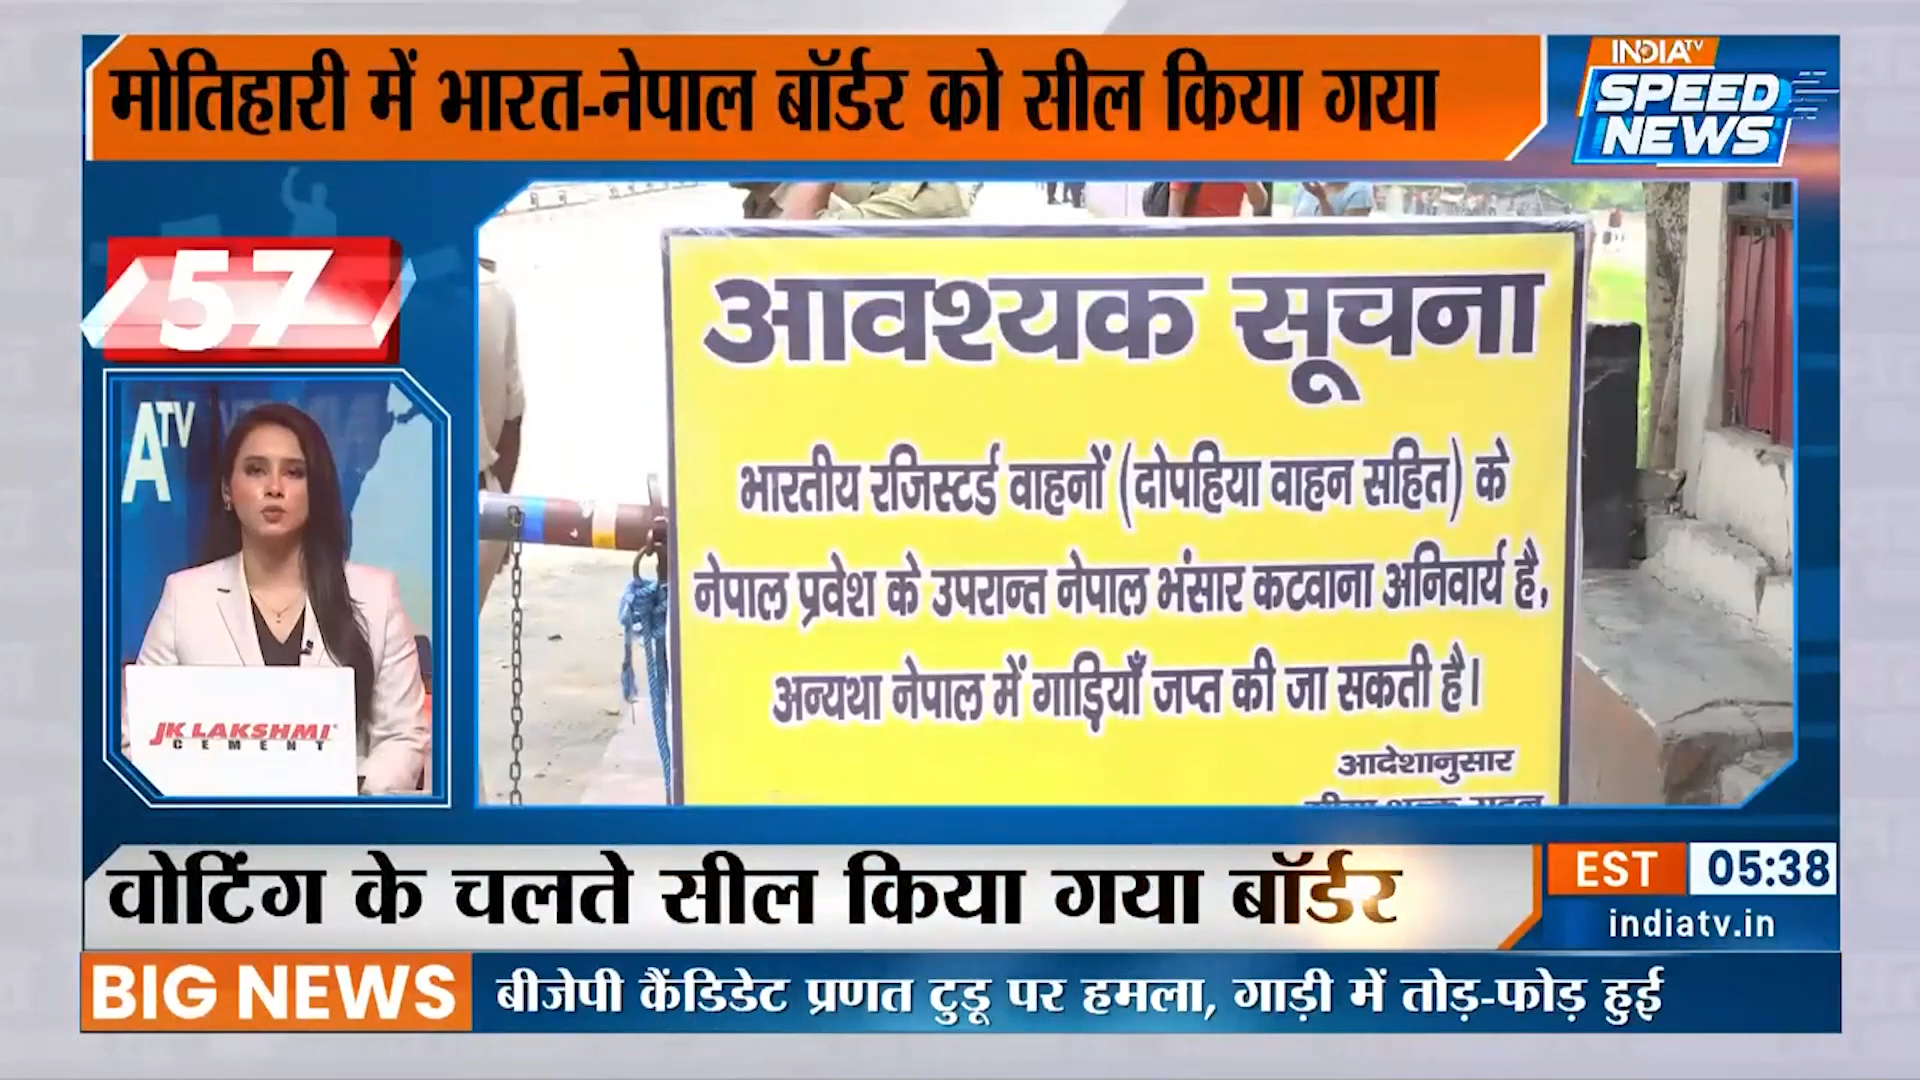 मोतिहारी में भारत-नेपाल बॉर्डर को सील किया गया
INDIA TV
SPEED
NEWS
57
आवश्यक सूचना
भारतीय रजिस्टर्ड वाहनों (दोपहिया वाहन सहित) के
नेपाल प्रवेश के उपरान्त नेपाल भंसार कटवाना अनिवार्य है,
अन्यथा नेपाल में गाड़ियाँ जप्त की जा सकती है।
आदेशानुसार
ATV
JK LAKSHMI
CEMENT
वोटिंग के चलते सील किया गया बॉर्डर
EST 05:38
indiatv.in
BIG NEWS
बीजेपी कैंडिडेट प्रणत टुडू पर हमला, गाड़ी में तोड़-फोड़ हुई